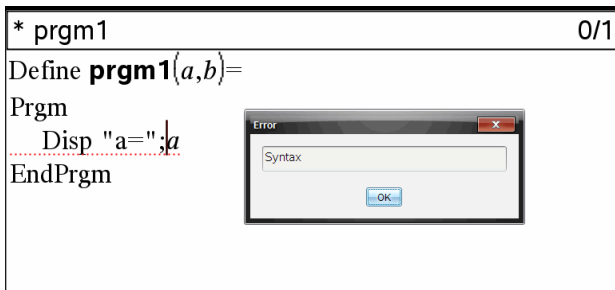 * prgm1 0/1
Define prgm1(a,b)=
Prgm
Disp "a=";a
EndPrgm
Error
Syntax
OK